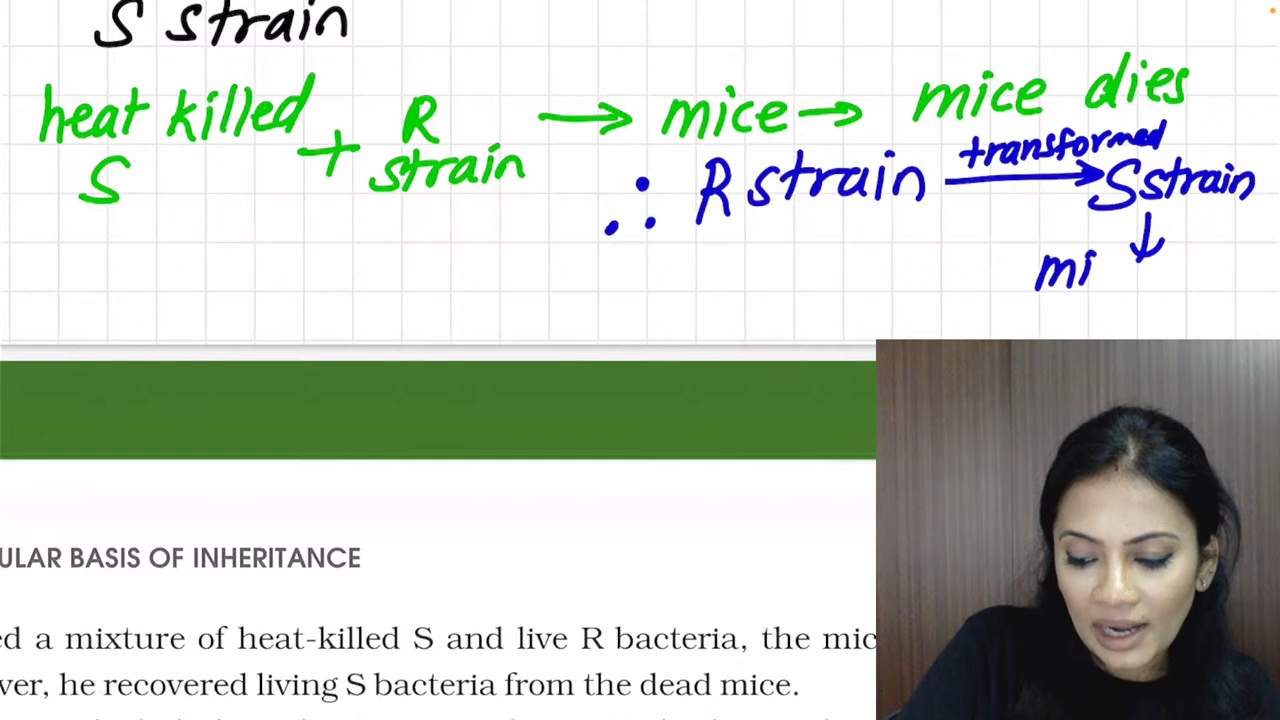 S strain
heat killed + R → mice → mice dies
S strain
∴ R strain transformed→ S strain
↓
mi
ULAR BASIS OF INHERITANCE
ed a mixture of heat-killed S and live R bacteria, the mic
ver, he recovered living S bacteria from the dead mice.